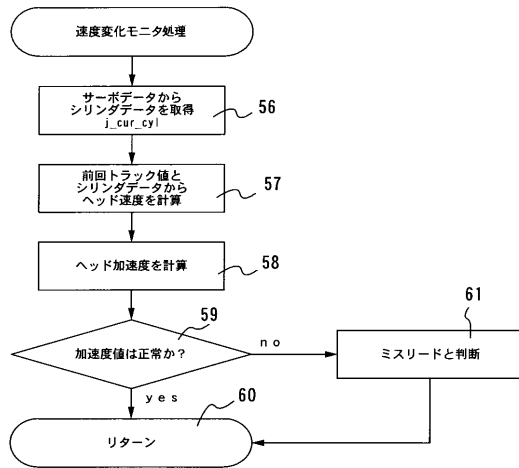 速度変化モニタ処理
サーボデータから
シリンダデータを取得
j_cur_cyl
56
前回トラック値と
シリンダデータから
ヘッド速度を計算
57
ヘッド加速度を計算
58
加速度値は正常か?
59
no
ミスリードと判断
61
yes
リターン
60